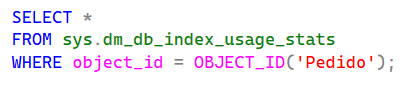 SELECT *
FROM sys.dm_db_index_usage_stats
WHERE object_id = OBJECT_ID('Pedido');